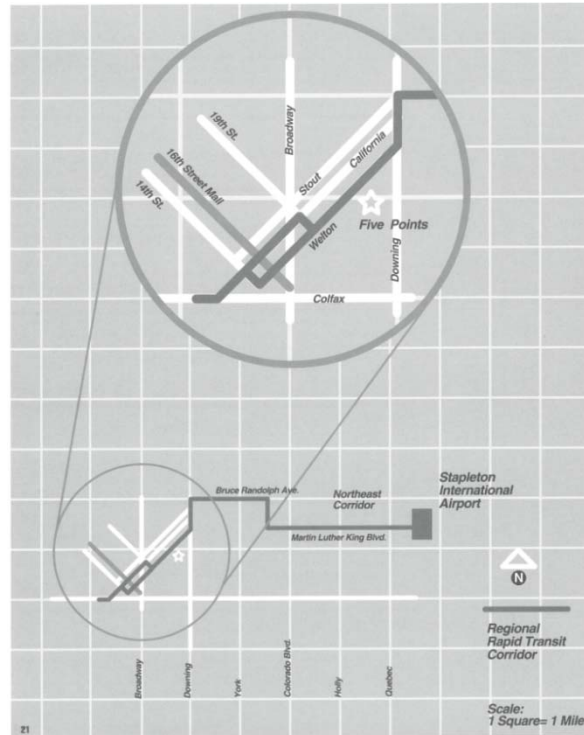 19th St.
Broadway
16th Street Mall
14th St.
Stout
California
Welton
Five Points
Downing
Colfax
Bruce Randolph Ave.
Northeast
Corridor
Stapleton
International
Airport
Martin Luther King Blvd.
N
Regional
Rapid Transit
Corridor
Broadway
Downing
York
Colorado Blvd.
Holly
Quebec
Scale:
1 Square= 1 Mile
21